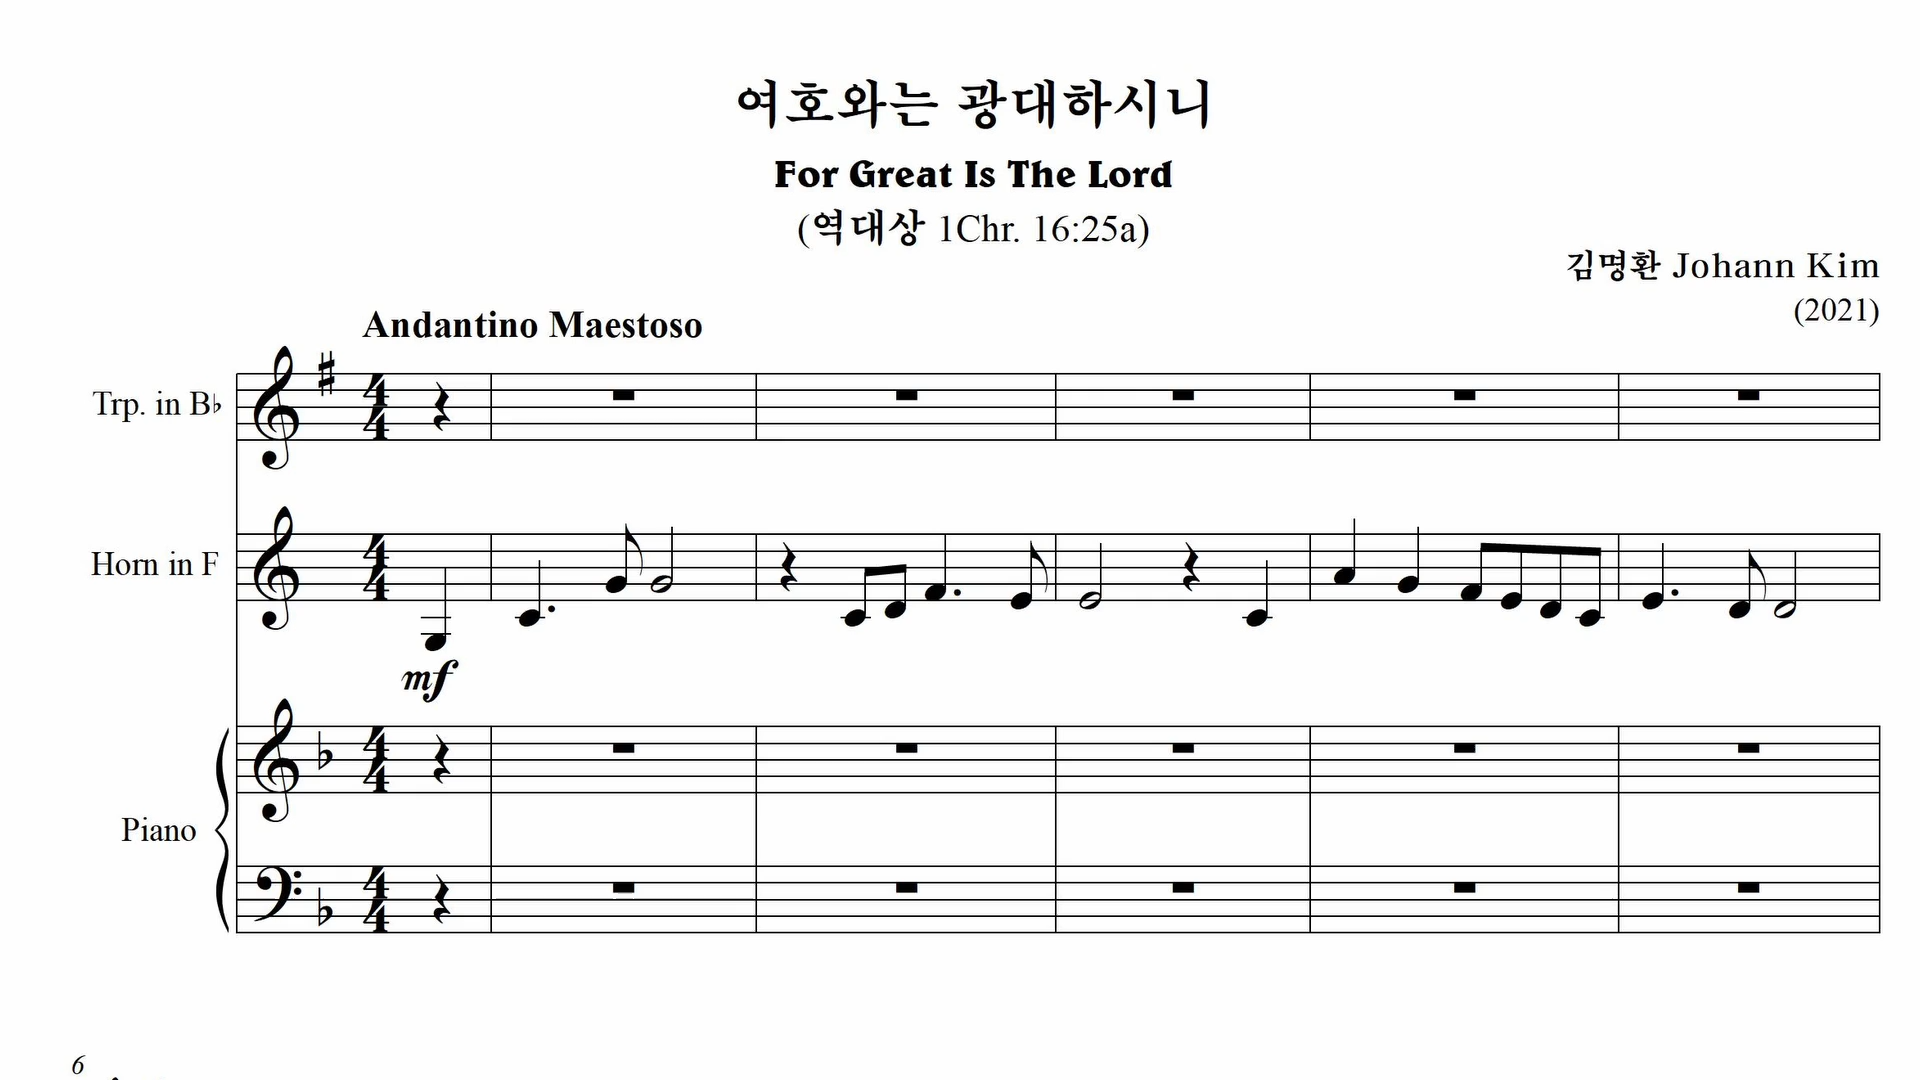 여호와는 광대하시니
For Great Is The Lord
(역대상 1Chr. 16:25a)
김명환 Johann Kim
(2021)
Andantino Maestoso
Trp. in B♭
Horn in F
mf
Piano
6